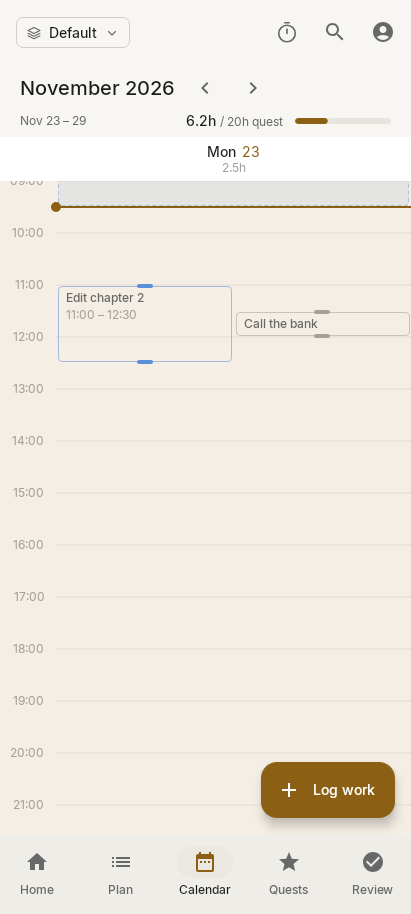 Default
November 2026
Nov 23 – 29
6.2h / 20h quest
Mon 23
2.5h
09:00
10:00
11:00
Edit chapter 2
11:00 – 12:30
Call the bank
12:00
13:00
14:00
15:00
16:00
17:00
18:00
19:00
20:00
21:00
Log work
Home
Plan
Calendar
Quests
Review